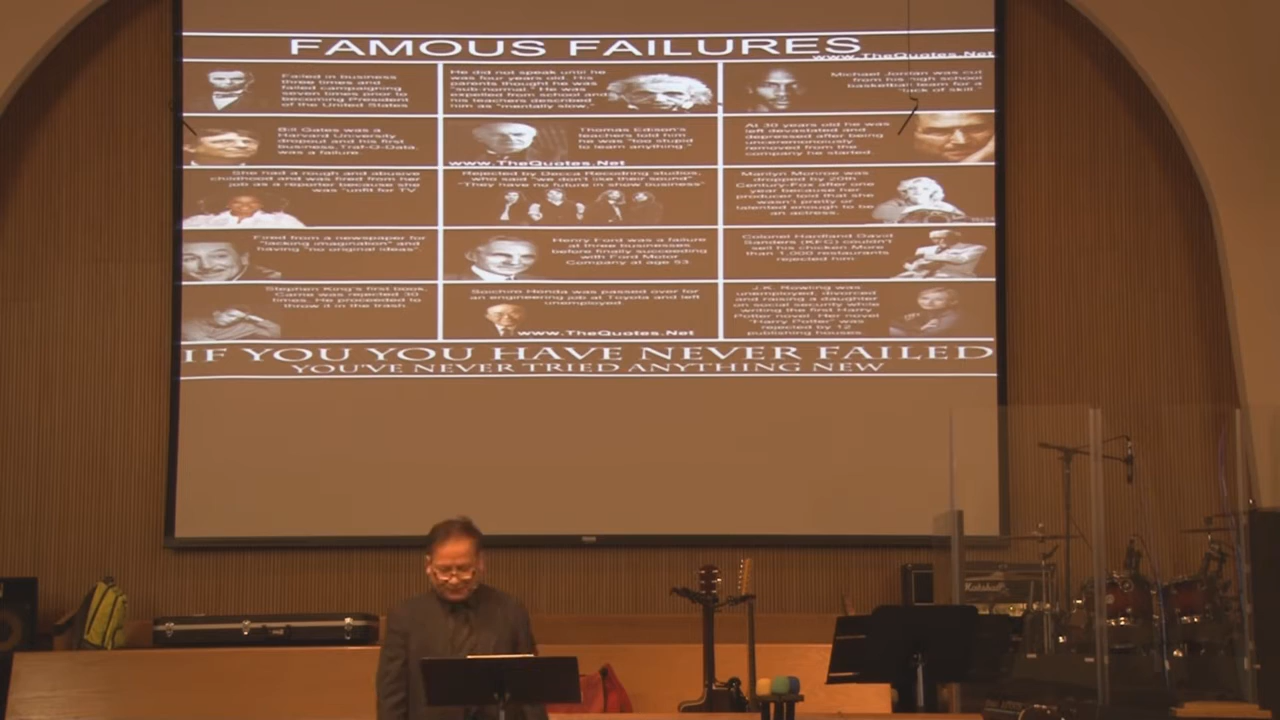 FAMOUS FAILURES
www.TheQuotes.Net
Failed in business
three times and
failed campaigning
seven times prior to
becoming President
of the United States
He did not speak until he
was four years old. His
parents thought he was
"sub-normal." He was
expelled from school and
his teachers described
him as "mentally slow."
Michael Jordan was cut
from his high school
basketball team for a
"lack of skill."
Bill Gates was a
Harvard University
dropout and his first
business, Traf-O-Data,
was a failure.
Thomas Edison's
teachers told him
he was "too stupid
to learn anything."
www.TheQuotes.Net
At 30 years old he was
left devastated and
depressed after being
unceremoniously
removed from the
company he started.
She had a rough and abusive
childhood and was fired from her
job as a reporter because she
was "unfit for TV
Rejected by Decca Recodring studios,
who said "we don't like their sound"
"They have no future in show business"
Marilyn Monroe was
dropped by 20th
Century-Fox after one
year because her
producer told that she
wasn't pretty or
talented enough to be
an actress.
Fired from a newspaper for
"lacking imagination" and
having "no original ideas"
Henry Ford was a failure
at three businesses
before finally succeeding
with Ford Motor
Company at age 53
Colonel Hardland David
Sanders (KFC) couldn't
sell his chicken. More
than 1,000 restaurants
rejected him
Stephen King's first book,
Carrie was rejected 30
times. He proceeded to
throw it in the trash
Soichiro Honda was passed over for
an engineering job at Toyota and left
unemployed.
www.TheQuotes.Net
J.K. Rowling was
unemployed, divorced
and raising a daughter
on social security while
writing the first Harry
Potter novel. Her novel
"Harry Potter" was
rejected by 12
publishing houses
IF YOU YOU HAVE NEVER FAILED
YOU'VE NEVER TRIED ANYTHING NEW